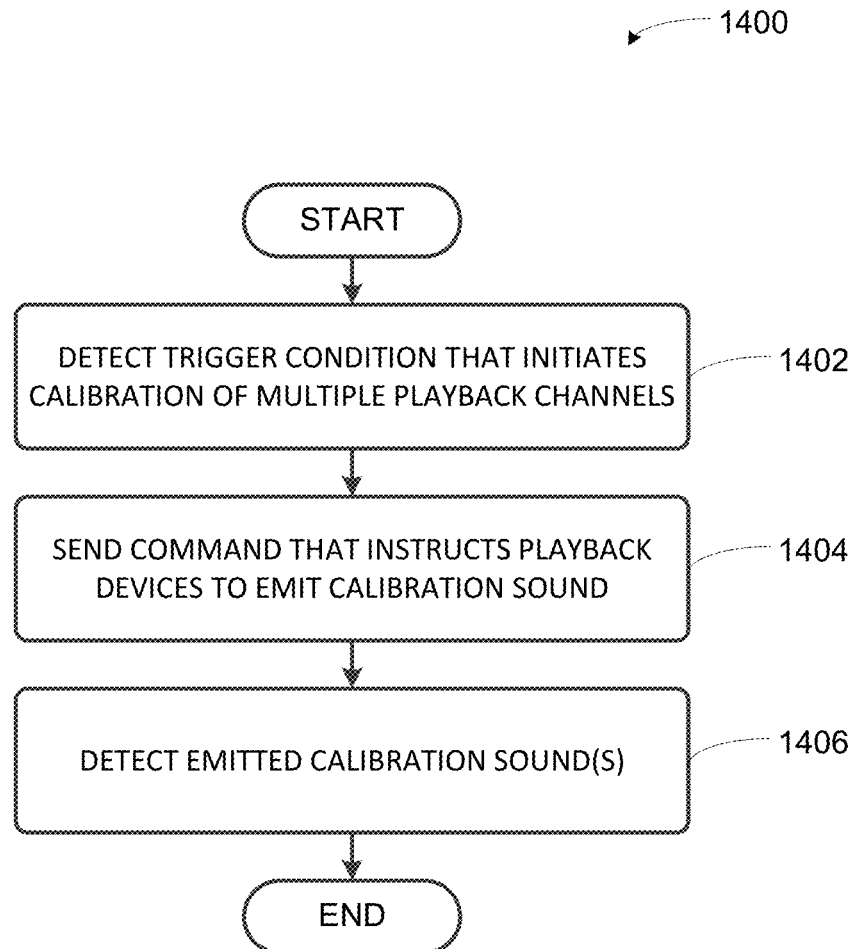 1400
START
DETECT TRIGGER CONDITION THAT INITIATES
CALIBRATION OF MULTIPLE PLAYBACK CHANNELS
1402
SEND COMMAND THAT INSTRUCTS PLAYBACK
DEVICES TO EMIT CALIBRATION SOUND
1404
DETECT EMITTED CALIBRATION SOUND(S)
1406
END